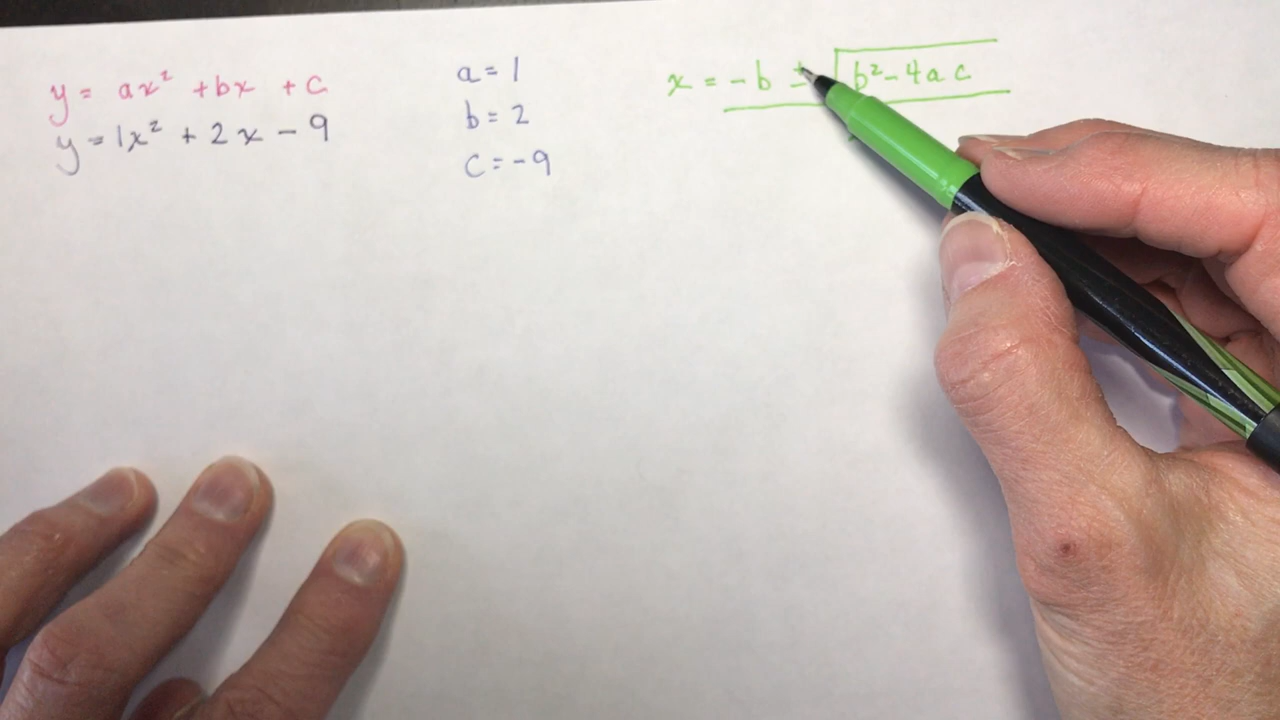 y = ax² + bx + c
y = 1x² + 2x - 9
a = 1
b = 2
c = -9
x = -b ± √b² - 4ac